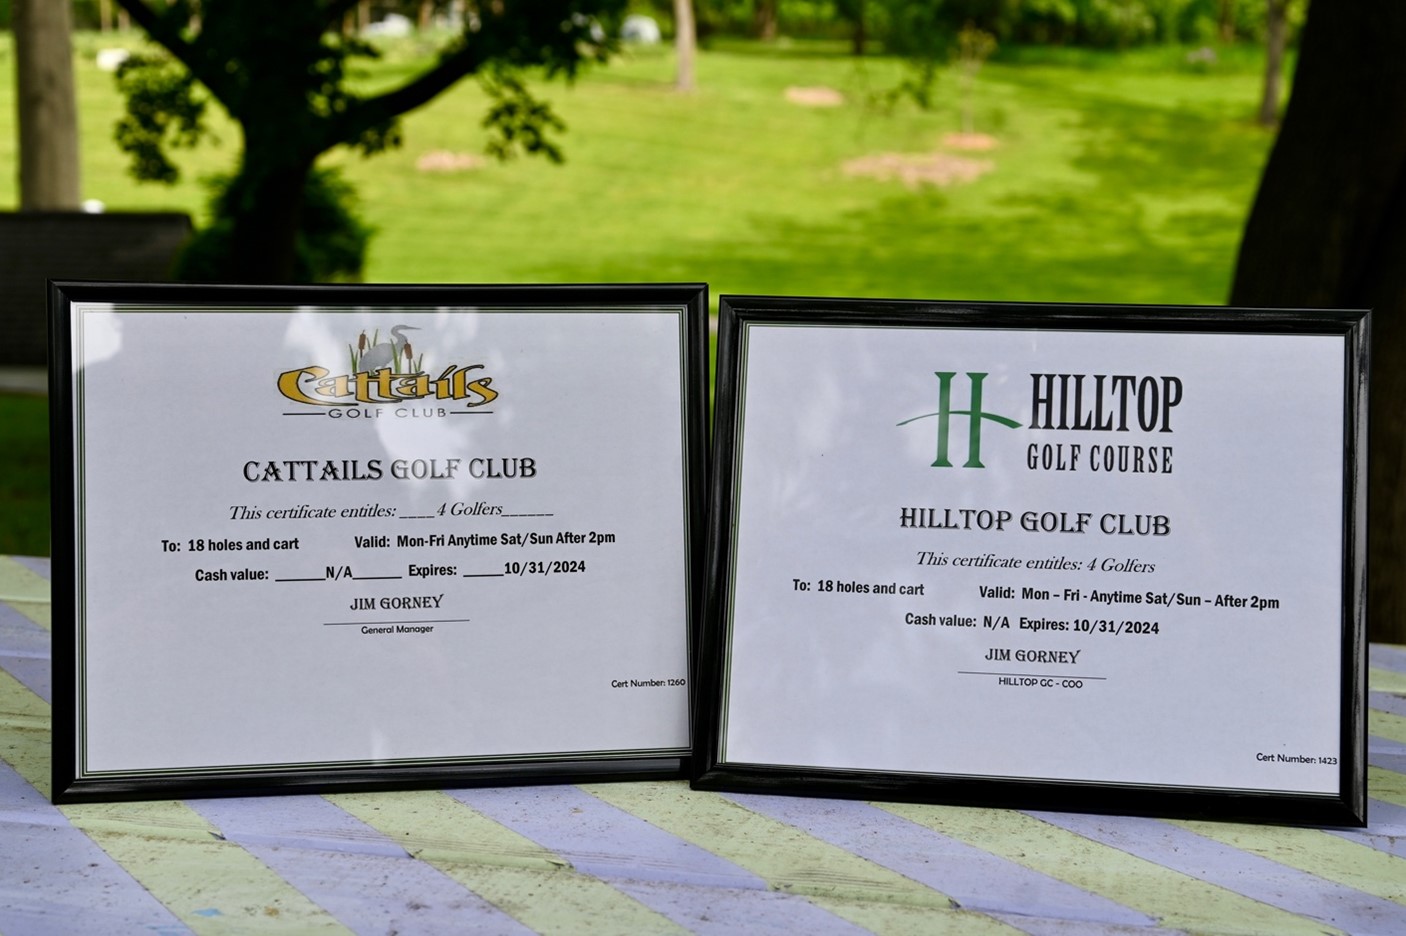 Cattails
GOLF CLUB
CATTAILS GOLF CLUB
This certificate entitles: ____4 Golfers______
To: 18 holes and cart Valid: Mon-Fri Anytime Sat/Sun After 2pm
Cash value: ______N/A______ Expires: _____10/31/2024
JIM GORNEY
General Manager
Cert Number: 1260
H HILLTOP
GOLF COURSE
HILLTOP GOLF CLUB
This certificate entitles: 4 Golfers
To: 18 holes and cart Valid: Mon – Fri - Anytime Sat/Sun – After 2pm
Cash value: N/A Expires: 10/31/2024
JIM GORNEY
HILLTOP GC - COO
Cert Number: 1423